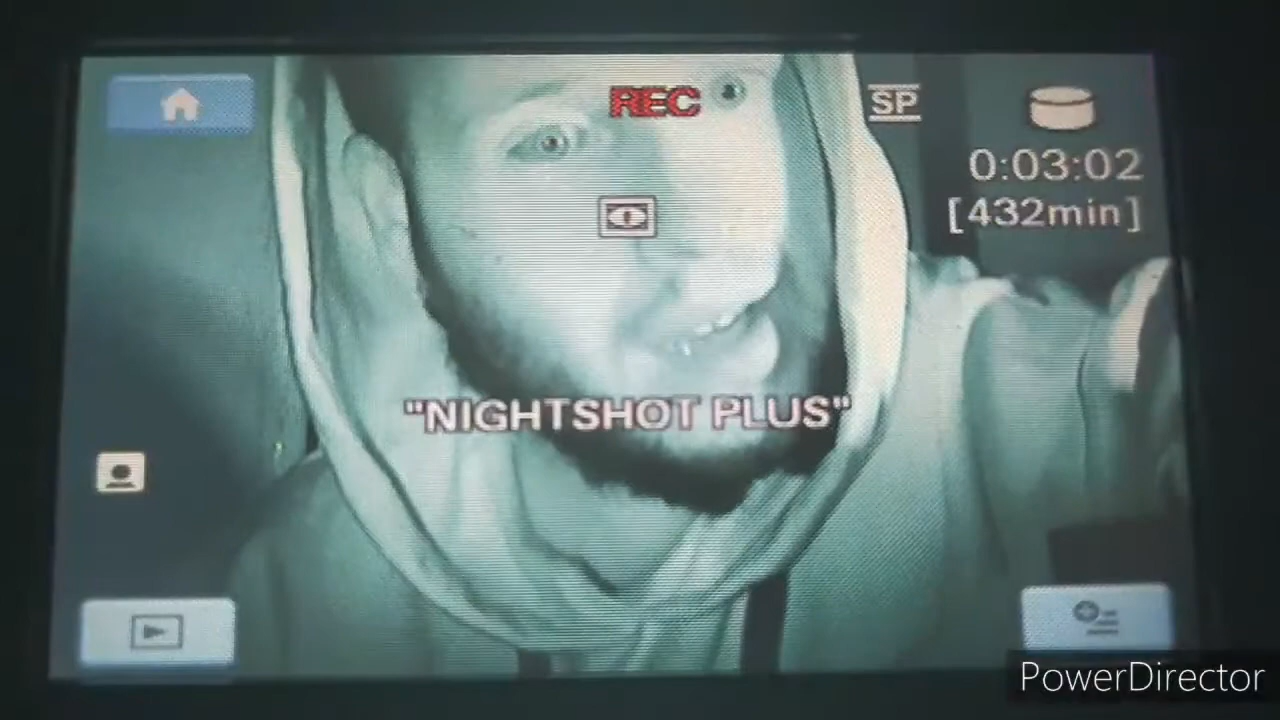 REC
SP
0:03:02
[432min]
"NIGHTSHOT PLUS"
PowerDirector